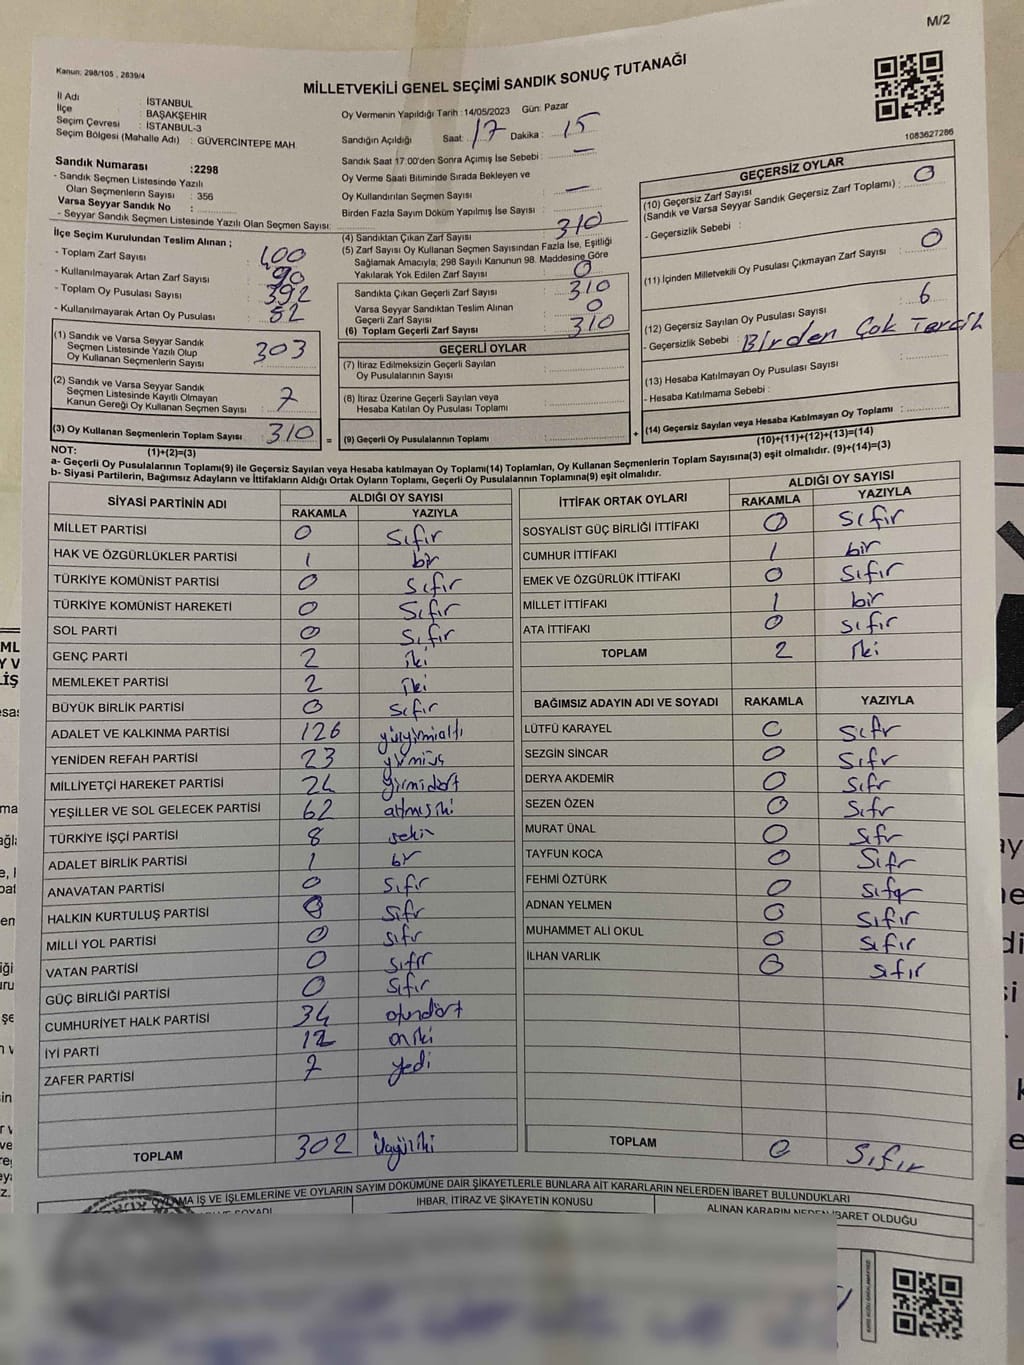 M/2
Kanun: 298/105 , 2839/4
MİLLETVEKİLİ GENEL SEÇİMİ SANDIK SONUÇ TUTANAĞI
İl Adı : İSTANBUL
İlçe : BAŞAKŞEHİR
Seçim Çevresi : İSTANBUL-3
Seçim Bölgesi (Mahalle Adı) : GÜVERCİNTEPE MAH
Sandık Numarası :2298
- Sandık Seçmen Listesinde Yazılı
Olan Seçmenlerin Sayısı : 356
Varsa Seyyar Sandık No :
- Seyyar Sandık Seçmen Listesinde Yazılı Olan Seçmen Sayısı:
İlçe Seçim Kurulundan Teslim Alınan ;
- Toplam Zarf Sayısı : 400
- Kullanılmayarak Artan Zarf Sayısı : 90
- Toplam Oy Pusulası Sayısı : 392
- Kullanılmayarak Artan Oy Pusulası : 82
(1) Sandık ve Varsa Seyyar Sandık
Seçmen Listesinde Yazılı Olup
Oy Kullanan Seçmenlerin Sayısı : 303
(2) Sandık ve Varsa Seyyar Sandık
Seçmen Listesinde Kayıtlı Olmayan
Kanun Gereği Oy Kullanan Seçmen Sayısı : 7
(3) Oy Kullanan Seçmenlerin Toplam Sayısı : 310
(1)+(2)=(3)
Oy Vermenin Yapıldığı Tarih : 14/05/2023 Gün: Pazar
Sandığın Açıldığı Saat: 17 Dakika : 15
Sandık Saat 17:00'den Sonra Açımış İse Sebebi : —
Oy Verme Saati Bitiminde Sırada Bekleyen ve
Oy Kullandırılan Seçmen Sayısı : —
Birden Fazla Sayım Döküm Yapılmış İse Sayısı :
(4) Sandıktan Çıkan Zarf Sayısı : 310
(5) Zarf Sayısı Oy Kullanan Seçmen Sayısından Fazla İse, Eşitliği
Sağlamak Amacıyla; 298 Sayılı Kanunun 98. Maddesine Göre
Yakılarak Yok Edilen Zarf Sayısı : 0
Sandıkta Çıkan Geçerli Zarf Sayısı : 310
Varsa Seyyar Sandıktan Teslim Alınan
Geçerli Zarf Sayısı : 0
(6) Toplam Geçerli Zarf Sayısı : 310
GEÇERLİ OYLAR
(7) İtiraz Edilmeksizin Geçerli Sayılan
Oy Pusulalarının Sayısı :
(8) İtiraz Üzerine Geçerli Sayılan veya
Hesaba Katılan Oy Pusulası Toplamı :
= (9) Geçerli Oy Pusulalarının Toplamı :
1083627286
GEÇERSİZ OYLAR
(10) Geçersiz Zarf Sayısı
(Sandık ve Varsa Seyyar Sandık Geçersiz Zarf Toplamı) : 0
- Geçersizlik Sebebi :
(11) İçinden Milletvekili Oy Pusulası Çıkmayan Zarf Sayısı : 0
(12) Geçersiz Sayılan Oy Pusulası Sayısı : 6
- Geçersizlik Sebebi : Birden Çok Tercih
(13) Hesaba Katılmayan Oy Pusulası Sayısı :
- Hesaba Katılmama Sebebi :
+ (14) Geçersiz Sayılan veya Hesaba Katılmayan Oy Toplamı :
(10)+(11)+(12)+(13)=(14)
NOT:
a- Geçerli Oy Pusulalarının Toplamı(9) ile Geçersiz Sayılan veya Hesaba katılmayan Oy Toplamı(14) Toplamları, Oy Kullanan Seçmenlerin Toplam Sayısına(3) eşit olmalıdır. (9)+(14)=(3)
b- Siyasi Partilerin, Bağımsız Adayların ve İttifakların Aldığı Ortak Oyların Toplamı, Geçerli Oy Pusulalarının Toplamına(9) eşit olmalıdır.
SİYASİ PARTİNİN ADI ALDIĞI OY SAYISI
RAKAMLA YAZIYLA
MİLLET PARTİSİ 0 sıfır
HAK VE ÖZGÜRLÜKLER PARTİSİ 1 bir
TÜRKİYE KOMÜNİST PARTİSİ 0 sıfır
TÜRKİYE KOMÜNİST HAREKETİ 0 sıfır
SOL PARTİ 0 sıfır
GENÇ PARTİ 2 iki
MEMLEKET PARTİSİ 2 iki
BÜYÜK BİRLİK PARTİSİ 0 sıfır
ADALET VE KALKINMA PARTİSİ 126 yüzyirmialtı
YENİDEN REFAH PARTİSİ 23 yirmiüç
MİLLİYETÇİ HAREKET PARTİSİ 24 yirmidört
YEŞİLLER VE SOL GELECEK PARTİSİ 62 altmışiki
TÜRKİYE İŞÇİ PARTİSİ 8 sekiz
ADALET BİRLİK PARTİSİ 1 bir
ANAVATAN PARTİSİ 0 sıfır
HALKIN KURTULUŞ PARTİSİ 0 sıfır
MİLLİ YOL PARTİSİ 0 sıfır
VATAN PARTİSİ 0 sıfır
GÜÇ BİRLİĞİ PARTİSİ 0 sıfır
CUMHURİYET HALK PARTİSİ 34 otuzdört
İYİ PARTİ 12 oniki
ZAFER PARTİSİ 7 yedi
TOPLAM 302 üçyüziki
İTTİFAK ORTAK OYLARI ALDIĞI OY SAYISI
RAKAMLA YAZIYLA
SOSYALİST GÜÇ BİRLİĞİ İTTİFAKI 0 sıfır
CUMHUR İTTİFAKI 1 bir
EMEK VE ÖZGÜRLÜK İTTİFAKI 0 sıfır
MİLLET İTTİFAKI 1 bir
ATA İTTİFAKI 0 sıfır
TOPLAM 2 iki
BAĞIMSIZ ADAYIN ADI VE SOYADI RAKAMLA YAZIYLA
LÜTFÜ KARAYEL 0 sıfır
SEZGİN SİNCAR 0 sıfır
DERYA AKDEMİR 0 sıfır
SEZEN ÖZEN 0 sıfır
MURAT ÜNAL 0 sıfır
TAYFUN KOCA 0 sıfır
FEHMİ ÖZTÜRK 0 sıfır
ADNAN YELMEN 0 sıfır
MUHAMMET ALİ OKUL 0 sıfır
İLHAN VARLIK 0 sıfır
TOPLAM 0 sıfır
OYLAMA İŞ VE İŞLEMLERİNE VE OYLARIN SAYIM DÖKÜMÜNE DAİR ŞİKAYETLERLE BUNLARA AİT KARARLARIN NELERDEN İBARET BULUNDUKLARI
SOYADI İHBAR, İTİRAZ VE ŞİKAYETİN KONUSU ALINAN KARARIN NEDEN İBARET OLDUĞU